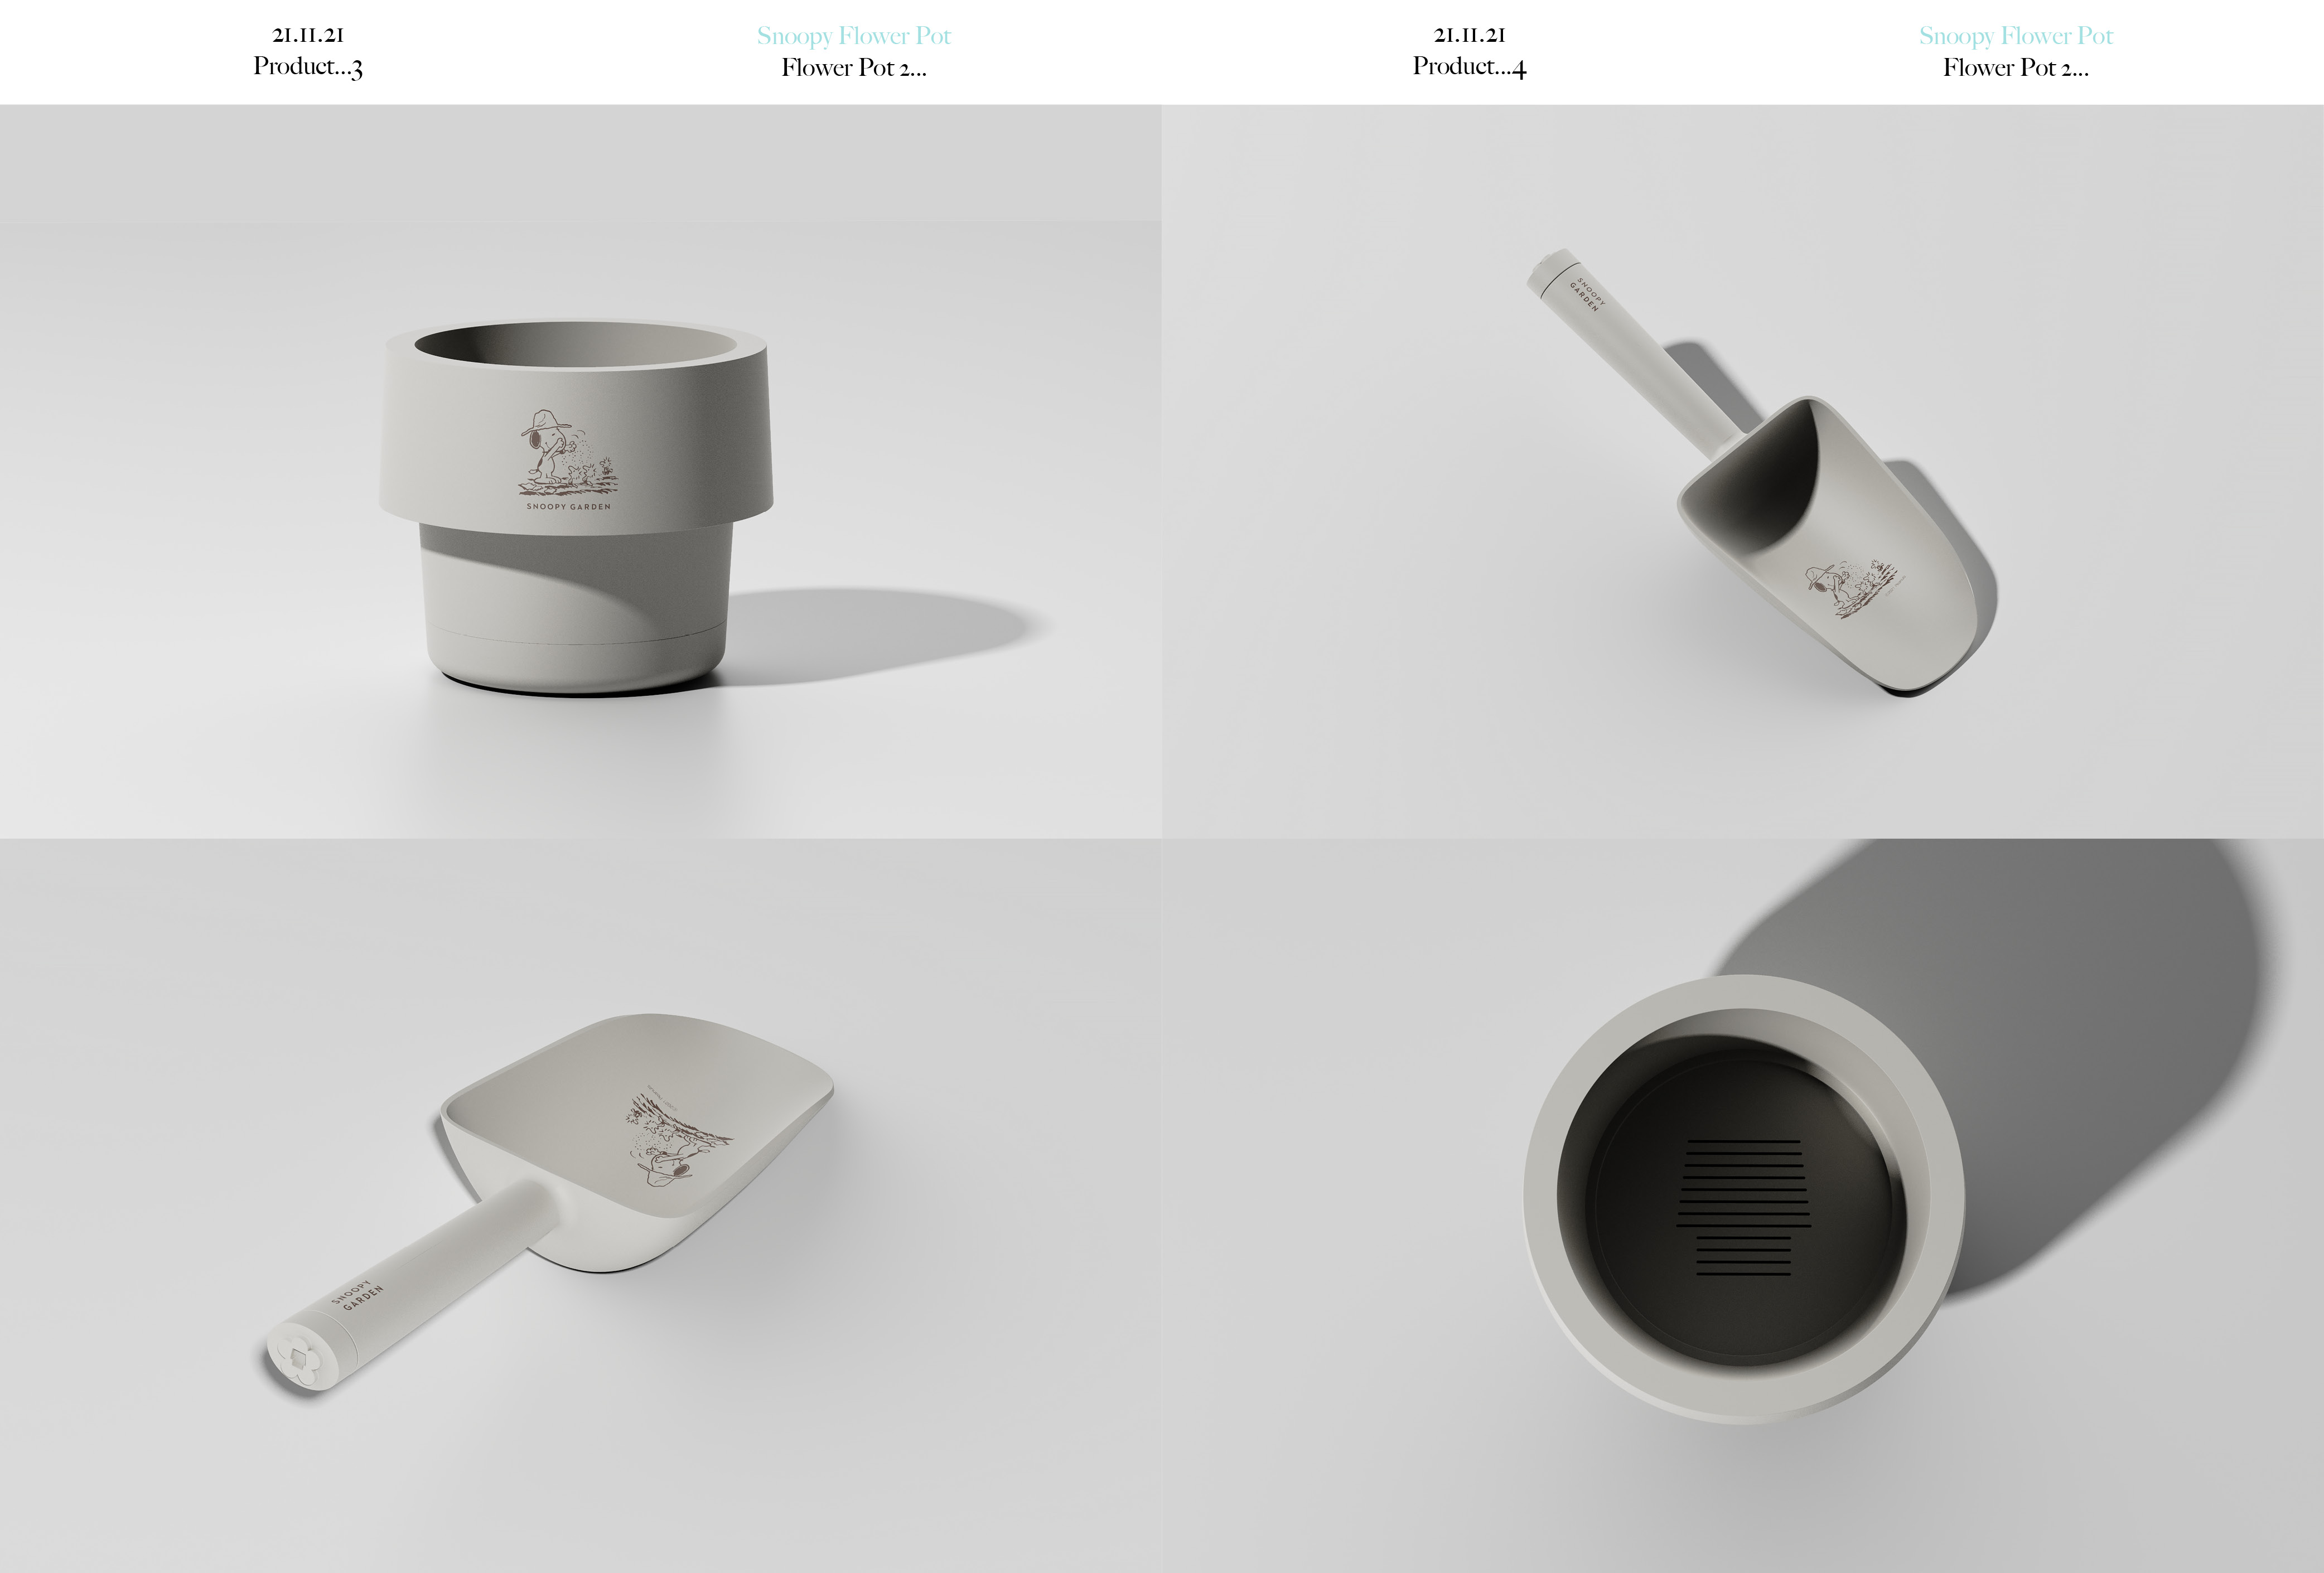 21.11.21
Product...3
Snoopy Flower Pot
Flower Pot 2...
21.11.21
Product...4
Snoopy Flower Pot
Flower Pot 2...
SNOOPY GARDEN
SNOOPY
GARDEN
SNOOPY
GARDEN